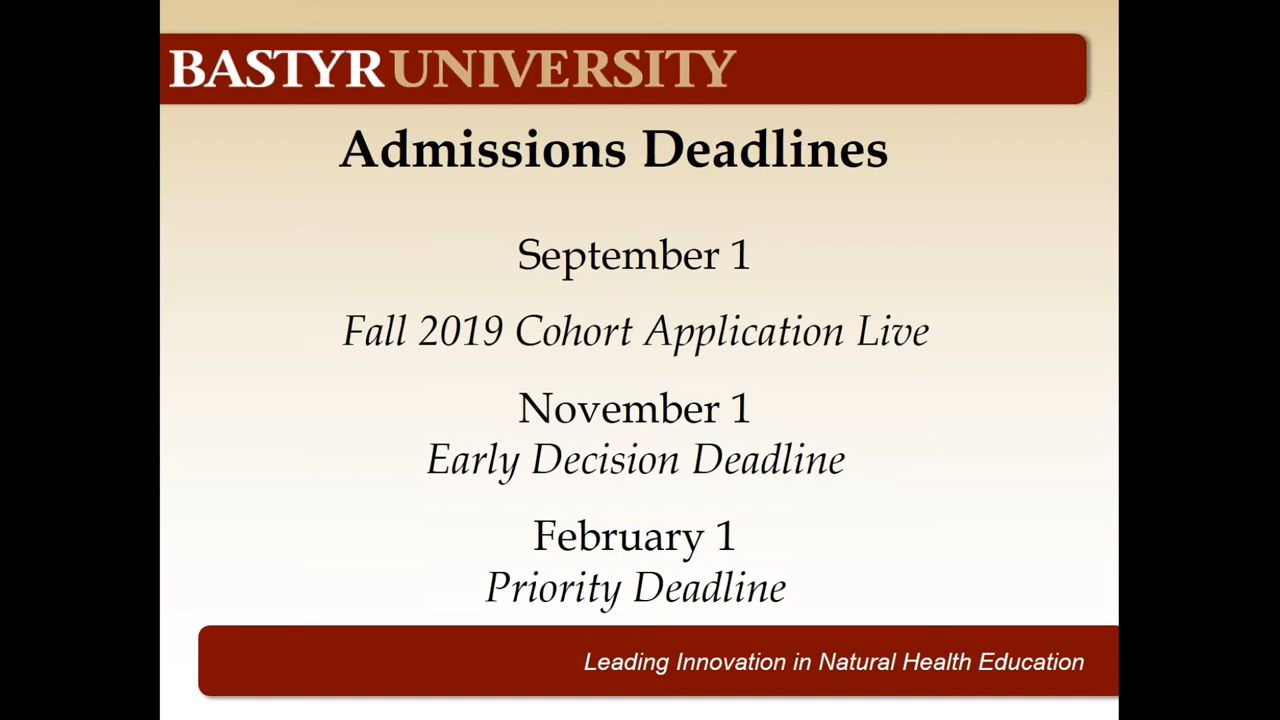 BASTYR UNIVERSITY
Admissions Deadlines
September 1
Fall 2019 Cohort Application Live
November 1
Early Decision Deadline
February 1
Priority Deadline
Leading Innovation in Natural Health Education